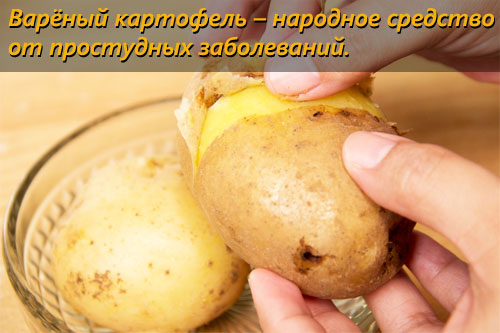 Варёный картофель – народное средство
от простудных заболеваний.